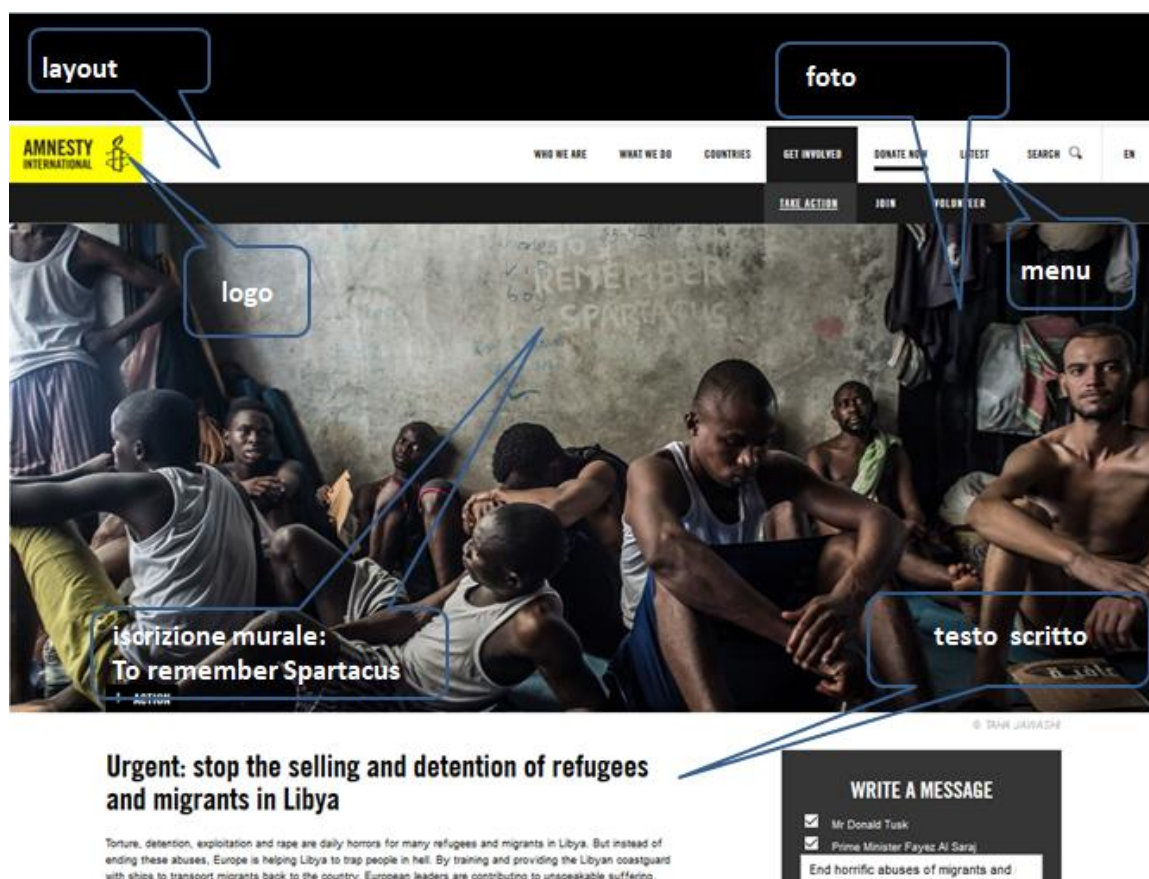 layout
foto
AMNESTY
INTERNATIONAL
WHO WE ARE
WHAT WE DO
COUNTRIES
GET INVOLVED
DONATE NOW
LATEST
SEARCH
EN
TAKE ACTION
JOIN
VOLUNTEER
logo
menu
TO
REMEMBER
SPARTACUS
iscrizione murale:
To remember Spartacus
testo scritto
ACTION
© TAHA JAWASHI
Urgent: stop the selling and detention of refugees
and migrants in Libya
Torture, detention, exploitation and rape are daily horrors for many refugees and migrants in Libya. But instead of
ending these abuses, Europe is helping Libya to trap people in hell. By training and providing the Libyan coastguard
with ships to transport migrants back to the country, European leaders are contributing to unspeakable suffering.
WRITE A MESSAGE
Mr Donald Tusk
Prime Minister Fayez Al Saraj
End horrific abuses of migrants and